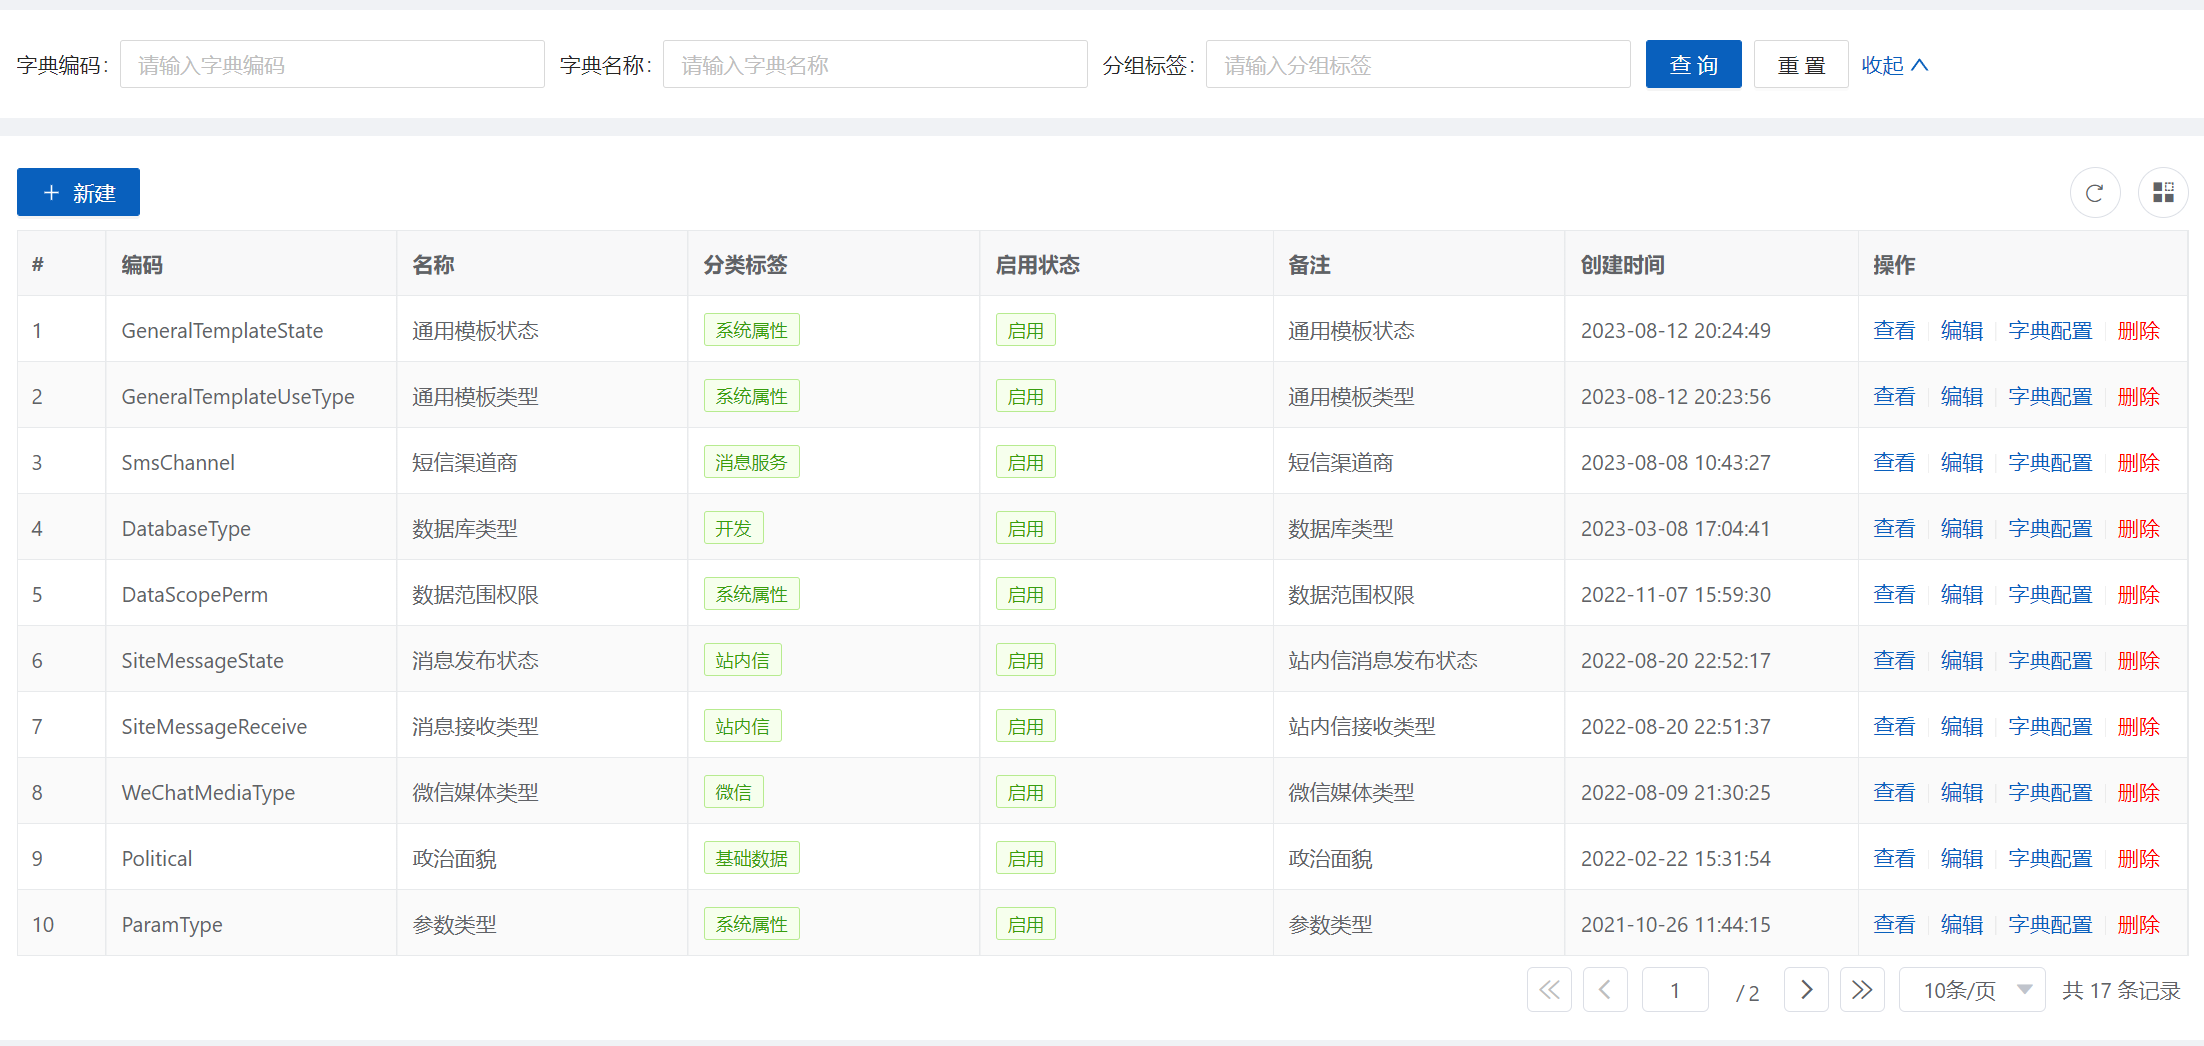 字典编码: 请输入字典编码 字典名称: 请输入字典名称 分组标签: 请输入分组标签 查 询 重 置 收起
新建
# 编码 名称 分类标签 启用状态 备注 创建时间 操作
1 GeneralTemplateState 通用模板状态 系统属性 启用 通用模板状态 2023-08-12 20:24:49 查看 编辑 字典配置 删除
2 GeneralTemplateUseType 通用模板类型 系统属性 启用 通用模板类型 2023-08-12 20:23:56 查看 编辑 字典配置 删除
3 SmsChannel 短信渠道商 消息服务 启用 短信渠道商 2023-08-08 10:43:27 查看 编辑 字典配置 删除
4 DatabaseType 数据库类型 开发 启用 数据库类型 2023-03-08 17:04:41 查看 编辑 字典配置 删除
5 DataScopePerm 数据范围权限 系统属性 启用 数据范围权限 2022-11-07 15:59:30 查看 编辑 字典配置 删除
6 SiteMessageState 消息发布状态 站内信 启用 站内信消息发布状态 2022-08-20 22:52:17 查看 编辑 字典配置 删除
7 SiteMessageReceive 消息接收类型 站内信 启用 站内信接收类型 2022-08-20 22:51:37 查看 编辑 字典配置 删除
8 WeChatMediaType 微信媒体类型 微信 启用 微信媒体类型 2022-08-09 21:30:25 查看 编辑 字典配置 删除
9 Political 政治面貌 基础数据 启用 政治面貌 2022-02-22 15:31:54 查看 编辑 字典配置 删除
10 ParamType 参数类型 系统属性 启用 参数类型 2021-10-26 11:44:15 查看 编辑 字典配置 删除
1 / 2 10条/页 共 17 条记录